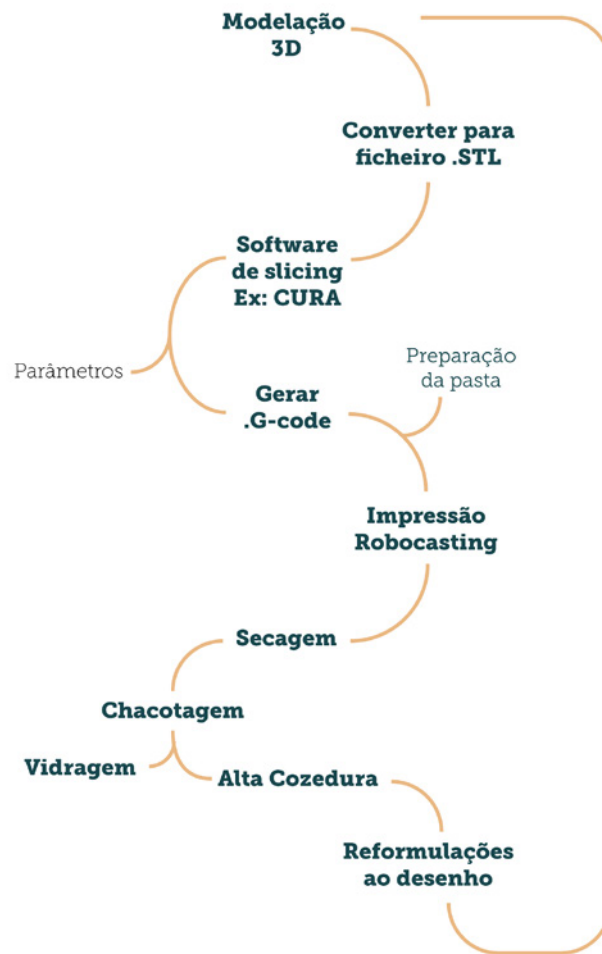 Modelação
3D
Converter para
ficheiro .STL
Software
de slicing
Ex: CURA
Parâmetros
Preparação
da pasta
Gerar
.G-code
Impressão
Robocasting
Secagem
Chacotagem
Vidragem
Alta Cozedura
Reformulações
ao desenho